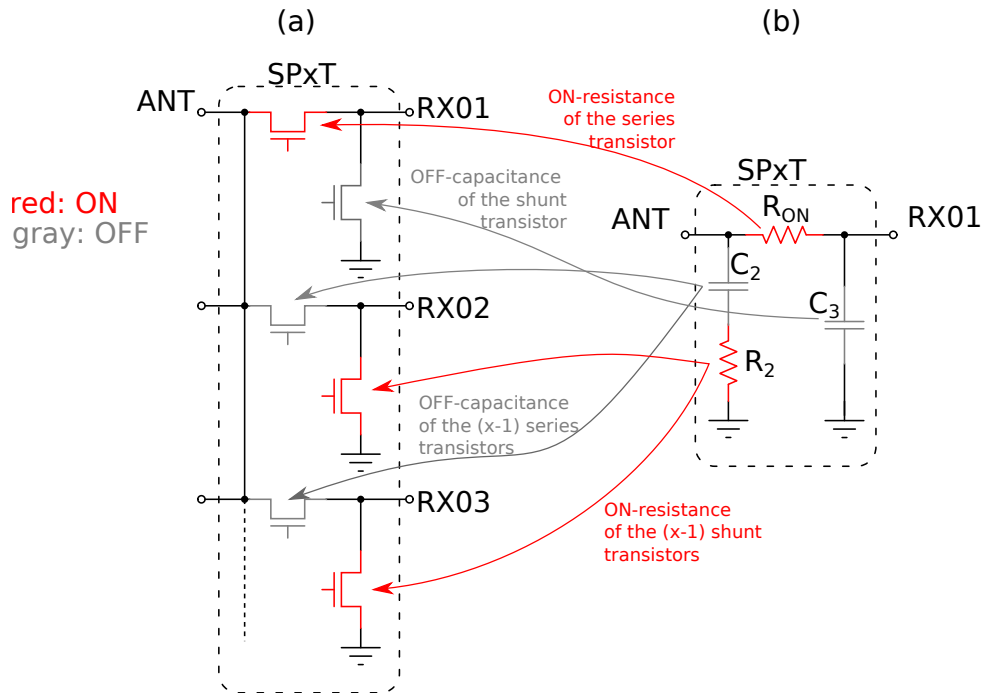 (a)
(b)
SPxT
ANT
RX01
ON-resistance
of the series
transistor
red: ON
gray: OFF
OFF-capacitance
of the shunt
transistor
SPxT
ANT
R_ON
RX01
C_2
C_3
R_2
RX02
OFF-capacitance
of the (x-1) series
transistors
RX03
ON-resistance
of the (x-1) shunt
transistors